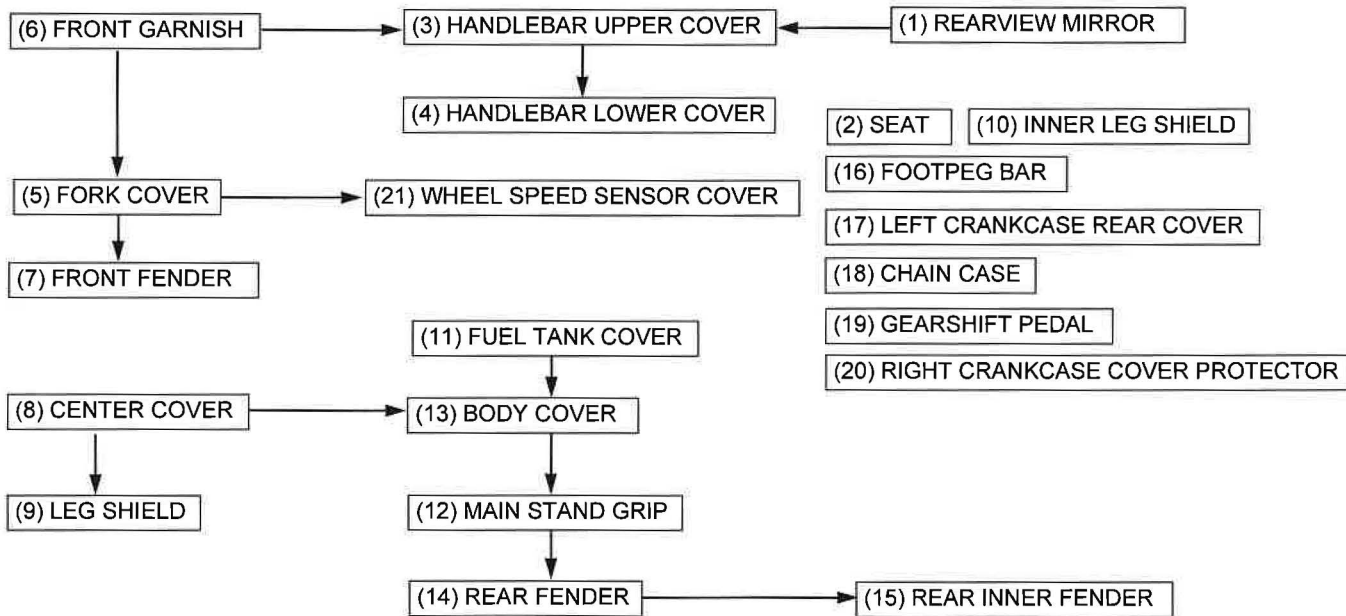 (6) FRONT GARNISH
(3) HANDLEBAR UPPER COVER
(1) REARVIEW MIRROR
(4) HANDLEBAR LOWER COVER
(2) SEAT
(10) INNER LEG SHIELD
(16) FOOTPEG BAR
(5) FORK COVER
(21) WHEEL SPEED SENSOR COVER
(17) LEFT CRANKCASE REAR COVER
(7) FRONT FENDER
(18) CHAIN CASE
(11) FUEL TANK COVER
(19) GEARSHIFT PEDAL
(20) RIGHT CRANKCASE COVER PROTECTOR
(8) CENTER COVER
(13) BODY COVER
(9) LEG SHIELD
(12) MAIN STAND GRIP
(14) REAR FENDER
(15) REAR INNER FENDER